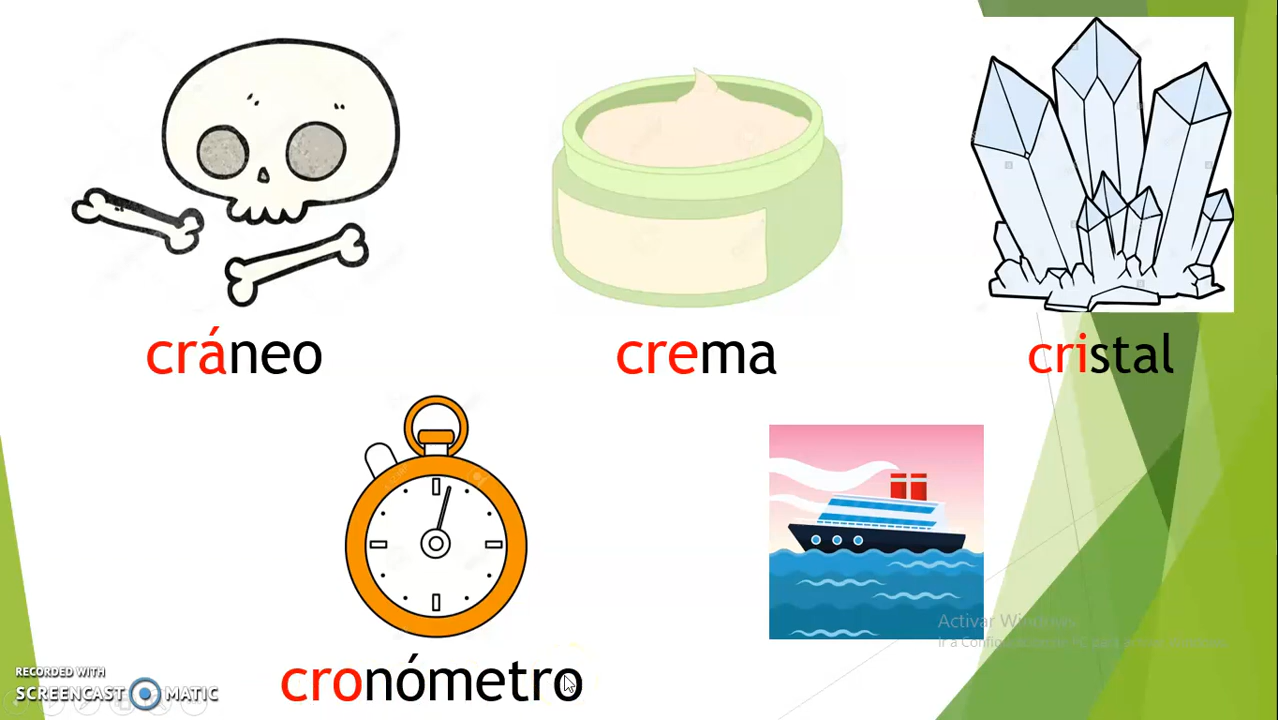 cráneo
crema
cristal
cronómetro
Activar Windows
RECORDED WITH
SCREENCAST MATIC